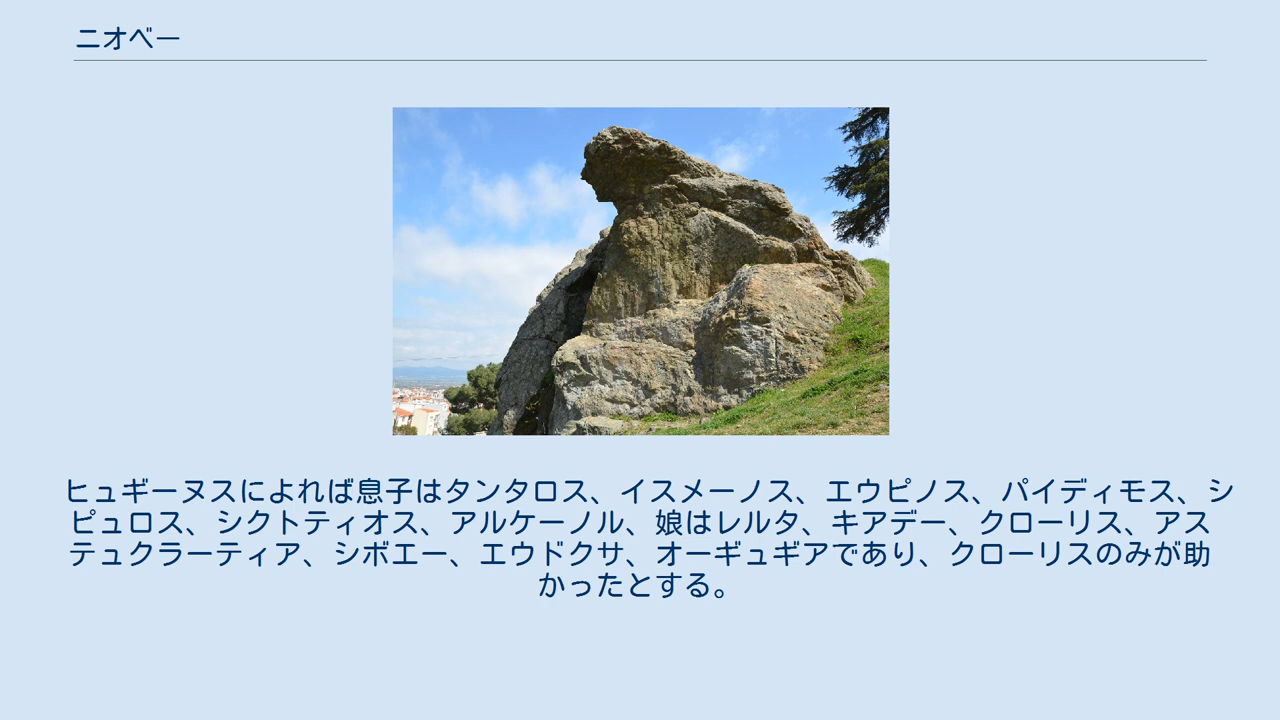 ニオベー
ヒュギーヌスによれば息子はタンタロス、イスメーノス、エウピノス、パイディモス、シ
ピュロス、シクトティオス、アルケーノル、娘はレルタ、キアデー、クローリス、アス
テュクラーティア、シボエー、エウドクサ、オーギュギアであり、クローリスのみが助
かったとする。